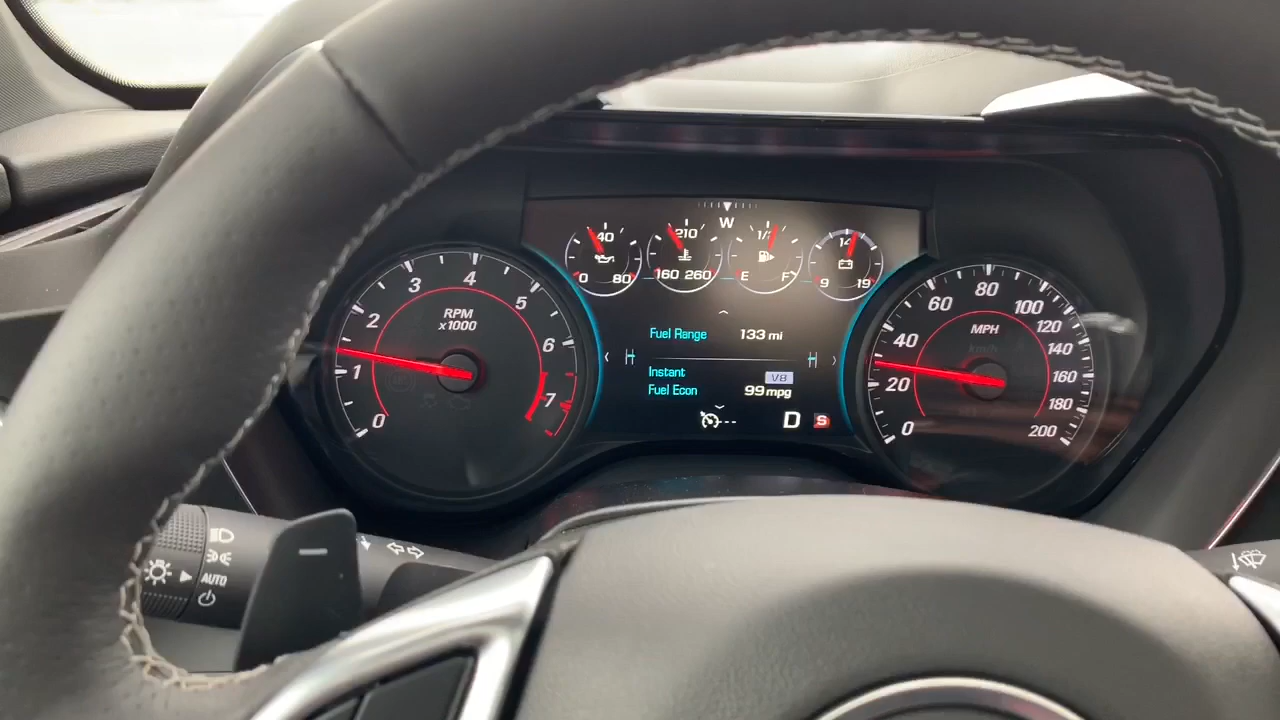 W
40
0 80
210
160 260
1/2
E F
14
9 19
Fuel Range 133 mi
Instant
Fuel Econ
V8
99 mpg
--- D S
RPM
x1000
0
1
2
3
4
5
6
7
MPH
km/h
0
20
40
60
80
100
120
140
160
180
200
AUTO